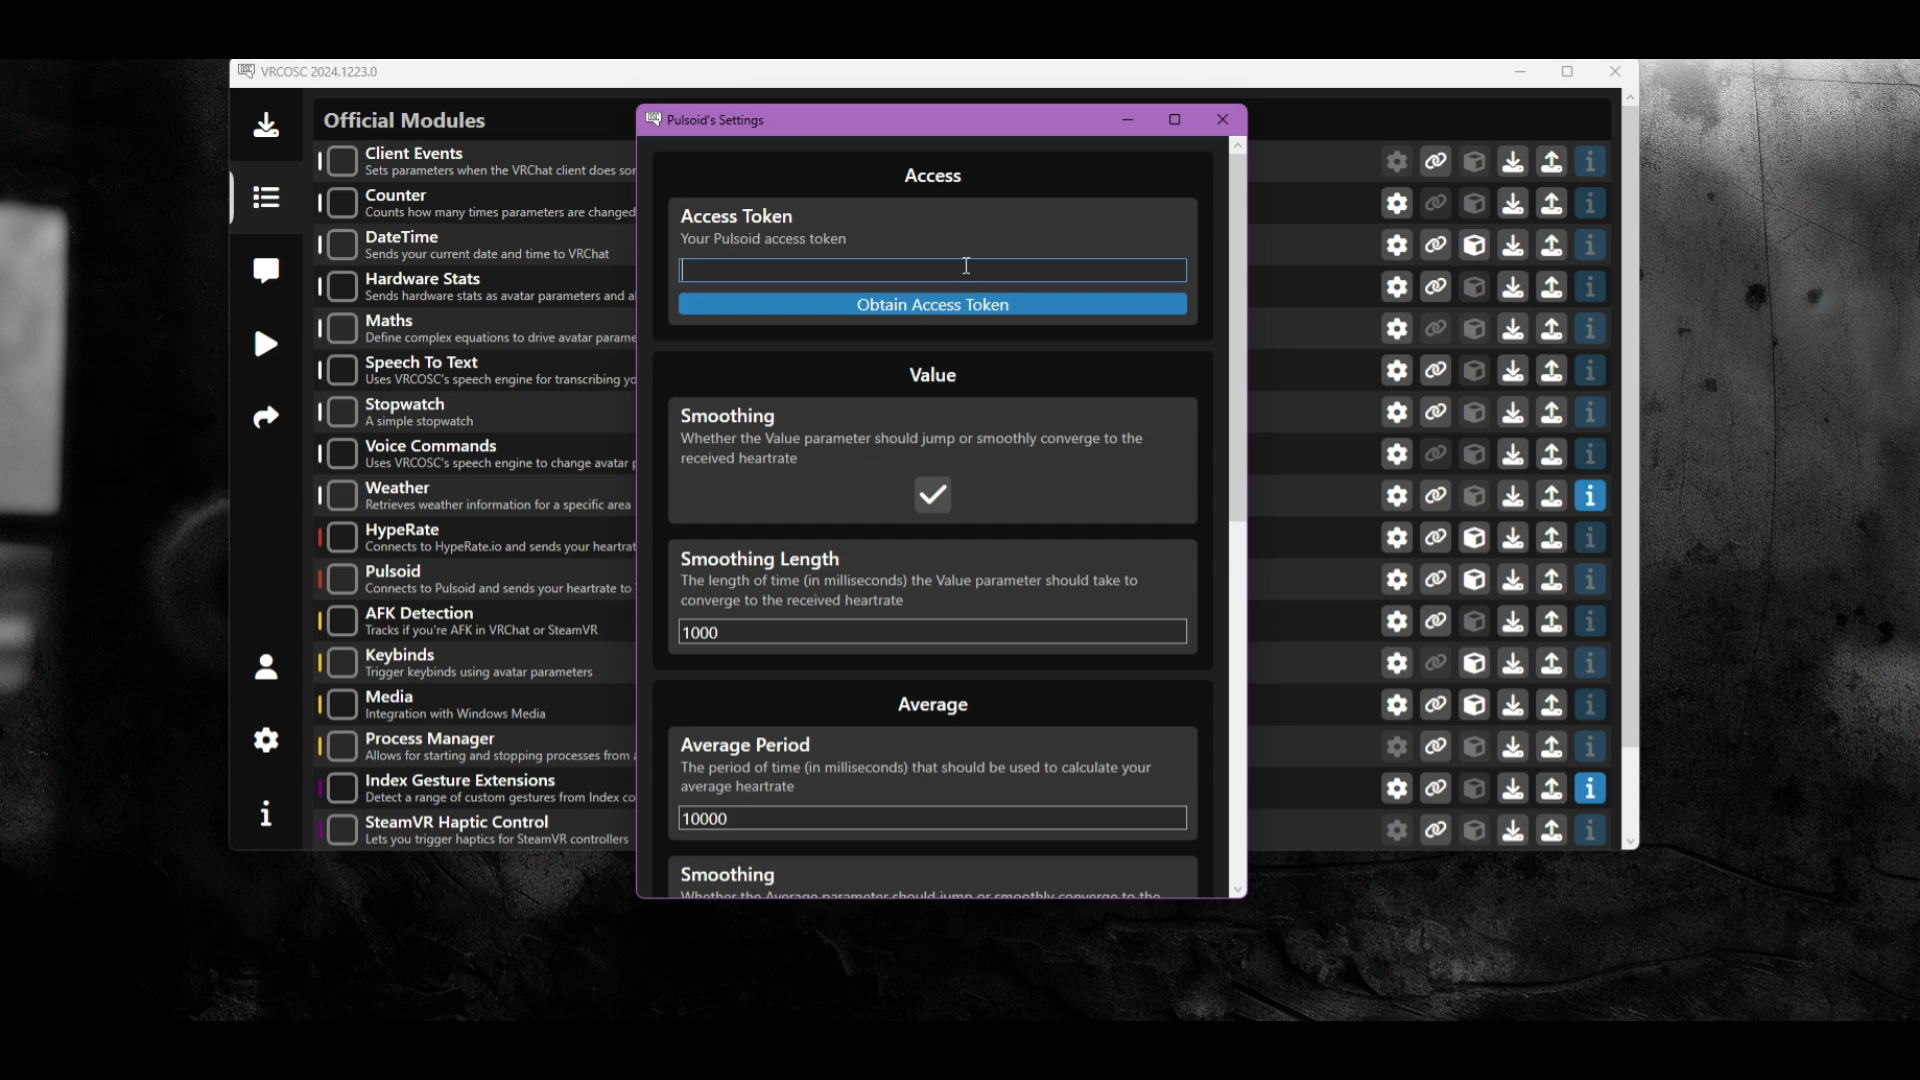 VRCOSC 2024.1223.0
Official Modules
Client Events
Sets parameters when the VRChat client does
Counter
Counts how many times parameters are changed
DateTime
Sends your current date and time to VRChat
Hardware Stats
Sends hardware stats as avatar parameters and
Maths
Define complex equations to drive avatar
Speech To Text
Uses VRCOSC's speech engine for transcribing
Stopwatch
A simple stopwatch
Voice Commands
Uses VRCOSC's speech engine to change avatar
Weather
Retrieves weather information for a specific area
HypeRate
Connects to HypeRate.io and sends your
Pulsoid
Connects to Pulsoid and sends your heartrate to
AFK Detection
Tracks if you're AFK in VRChat or SteamVR
Keybinds
Trigger keybinds using avatar parameters
Media
Integration with Windows Media
Process Manager
Allows for starting and stopping processes from
Index Gesture Extensions
Detect a range of custom gestures from Index
SteamVR Haptic Control
Lets you trigger haptics for SteamVR controllers
Pulsoid's Settings
Access
Access Token
Your Pulsoid access token
Obtain Access Token
Value
Smoothing
Whether the Value parameter should jump or smoothly converge to the
received heartrate
Smoothing Length
The length of time (in milliseconds) the Value parameter should take to
converge to the received heartrate
1000
Average
Average Period
The period of time (in milliseconds) that should be used to calculate your
average heartrate
10000
Smoothing
Whether the Average parameter should jump or smoothly converge to the